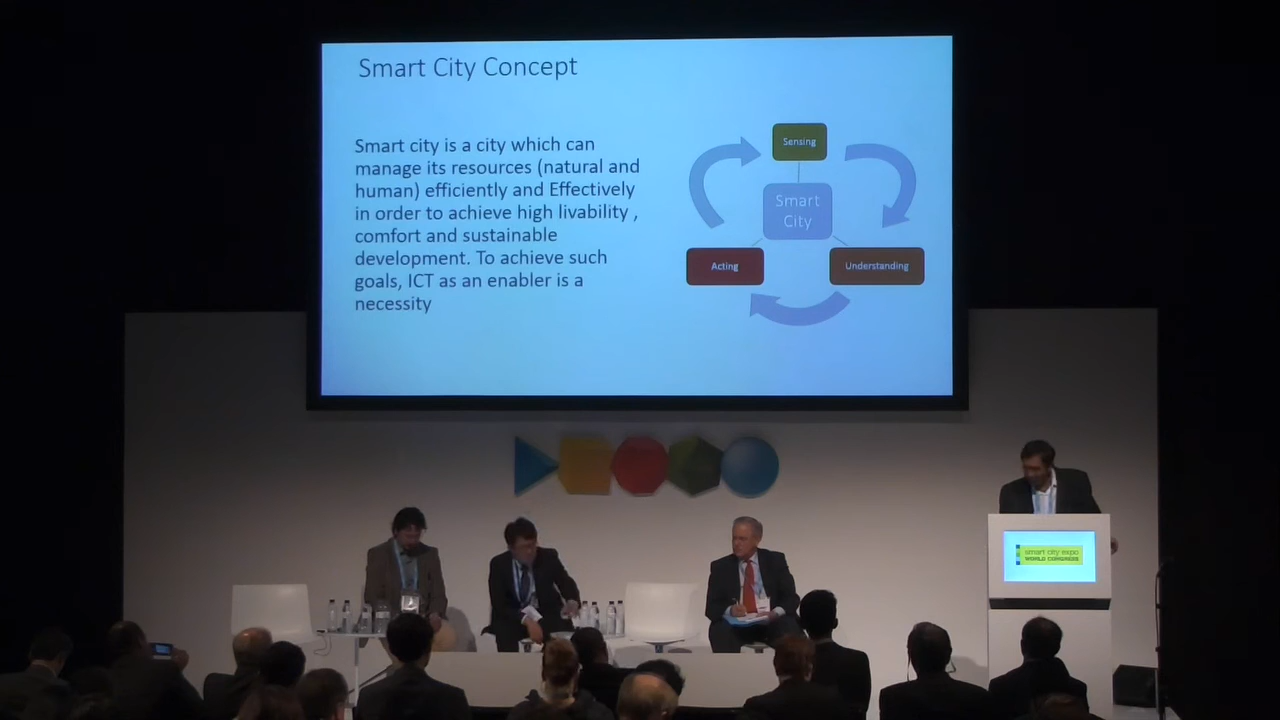 Smart City Concept
Smart city is a city which can
manage its resources (natural and
human) efficiently and Effectively
in order to achieve high livability ,
comfort and sustainable
development. To achieve such
goals, ICT as an enabler is a
necessity
Sensing
Smart
City
Acting
Understanding
smart city expo
WORLD CONGRESS